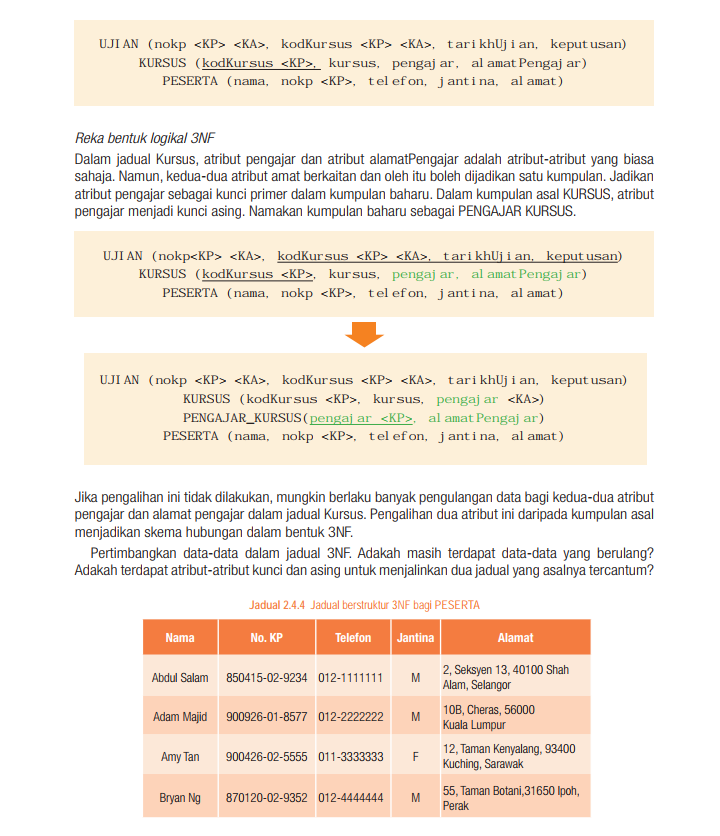 UJIAN (nokp <KP> <KA>, kodKursus <KP> <KA>, tarikhUjian, keputusan)
KURSUS (kodKursus <KP>, kursus, pengajar, alamatPengajar)
PESERTA (nama, nokp <KP>, telefon, jantina, alamat)
Reka bentuk logikal 3NF
Dalam jadual Kursus, atribut pengajar dan atribut alamatPengajar adalah atribut-atribut yang biasa
sahaja. Namun, kedua-dua atribut amat berkaitan dan oleh itu boleh dijadikan satu kumpulan. Jadikan
atribut pengajar sebagai kunci primer dalam kumpulan baharu. Dalam kumpulan asal KURSUS, atribut
pengajar menjadi kunci asing. Namakan kumpulan baharu sebagai PENGAJAR KURSUS.
UJIAN (nokp<KP> <KA>, kodKursus <KP> <KA>, tarikhUjian, keputusan)
KURSUS (kodKursus <KP>, kursus, pengajar, alamatPengajar)
PESERTA (nama, nokp <KP>, telefon, jantina, alamat)
UJIAN (nokp <KP> <KA>, kodKursus <KP> <KA>, tarikhUjian, keputusan)
KURSUS (kodKursus <KP>, kursus, pengajar <KA>)
PENGAJAR_KURSUS(pengajar <KP>, alamatPengajar)
PESERTA (nama, nokp <KP>, telefon, jantina, alamat)
Jika pengalihan ini tidak dilakukan, mungkin berlaku banyak pengulangan data bagi kedua-dua atribut
pengajar dan alamat pengajar dalam jadual Kursus. Pengalihan dua atribut ini daripada kumpulan asal
menjadikan skema hubungan dalam bentuk 3NF.
Pertimbangkan data-data dalam jadual 3NF. Adakah masih terdapat data-data yang berulang?
Adakah terdapat atribut-atribut kunci dan asing untuk menjalinkan dua jadual yang asalnya tercantum?
Jadual 2.4.4 Jadual berstruktur 3NF bagi PESERTA
Nama No. KP Telefon Jantina Alamat
Abdul Salam 850415-02-9234 012-1111111 M 2, Seksyen 13, 40100 Shah
Alam, Selangor
Adam Majid 900926-01-8577 012-2222222 M 10B, Cheras, 56000
Kuala Lumpur
Amy Tan 900426-02-5555 011-3333333 F 12, Taman Kenyalang, 93400
Kuching, Sarawak
Bryan Ng 870120-02-9352 012-4444444 M 55, Taman Botani,31650 Ipoh,
Perak